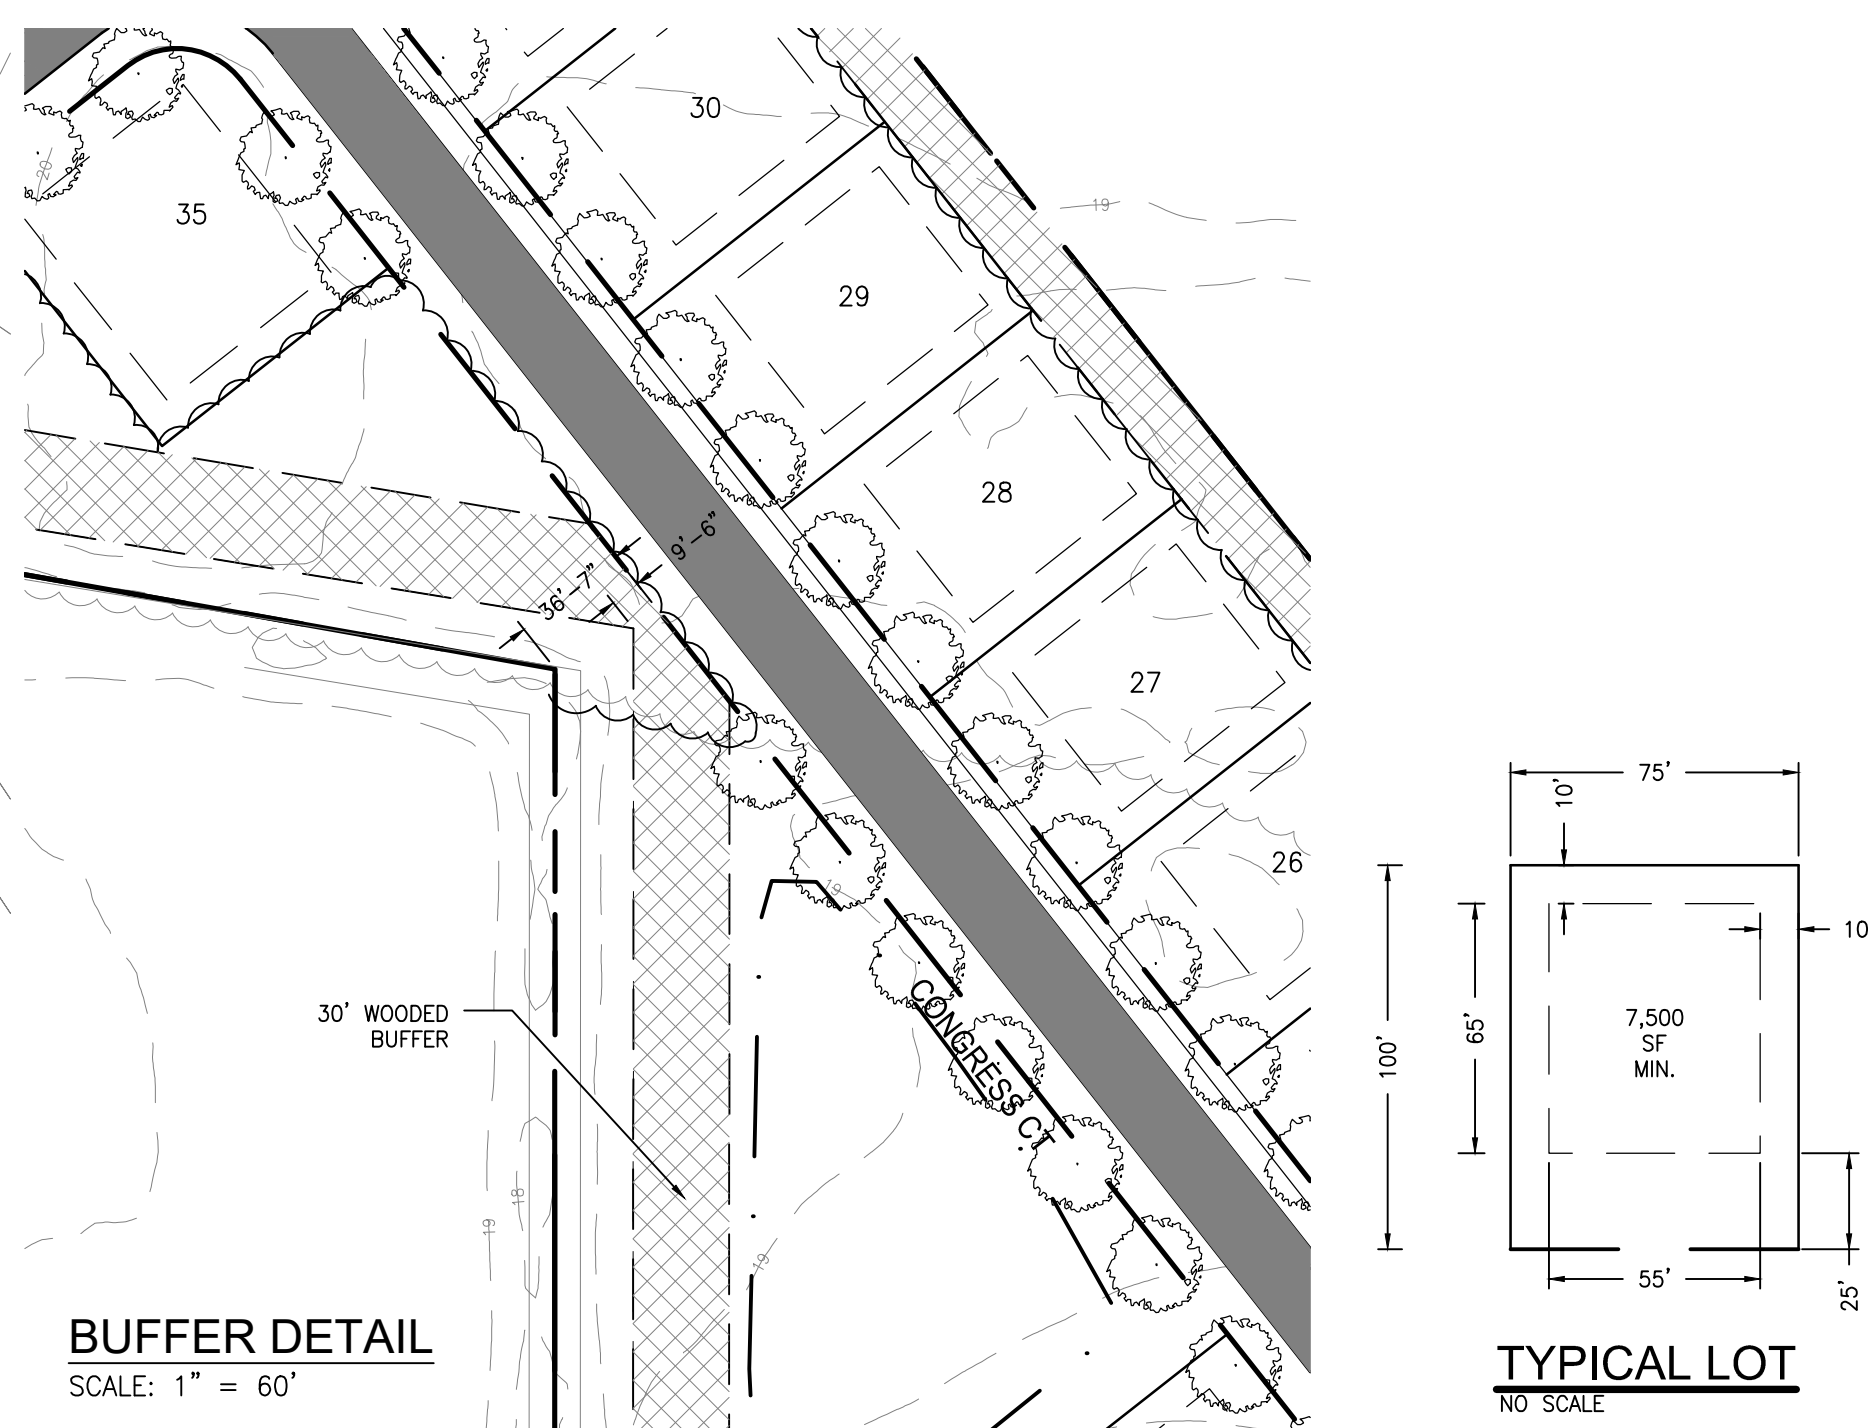 30
20
35
19
29
28
9'-6"
36'-7"
27
26
19
30' WOODED
BUFFER
CONGRESS CT.
18
19
19
BUFFER DETAIL
SCALE: 1" = 60'
75'
10'
10
100'
65'
7,500
SF
MIN.
55'
25'
TYPICAL LOT
NO SCALE